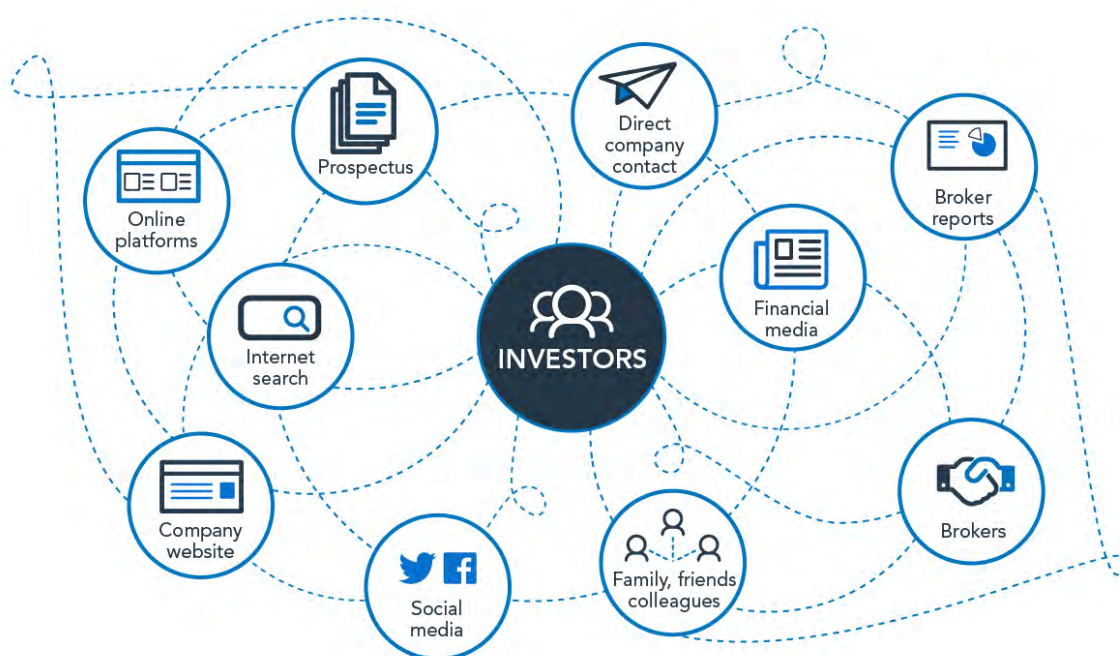 Prospectus
Direct
company
contact
Online
platforms
Broker
reports
Internet
search
INVESTORS
Financial
media
Company
website
Social
media
Family, friends
colleagues
Brokers